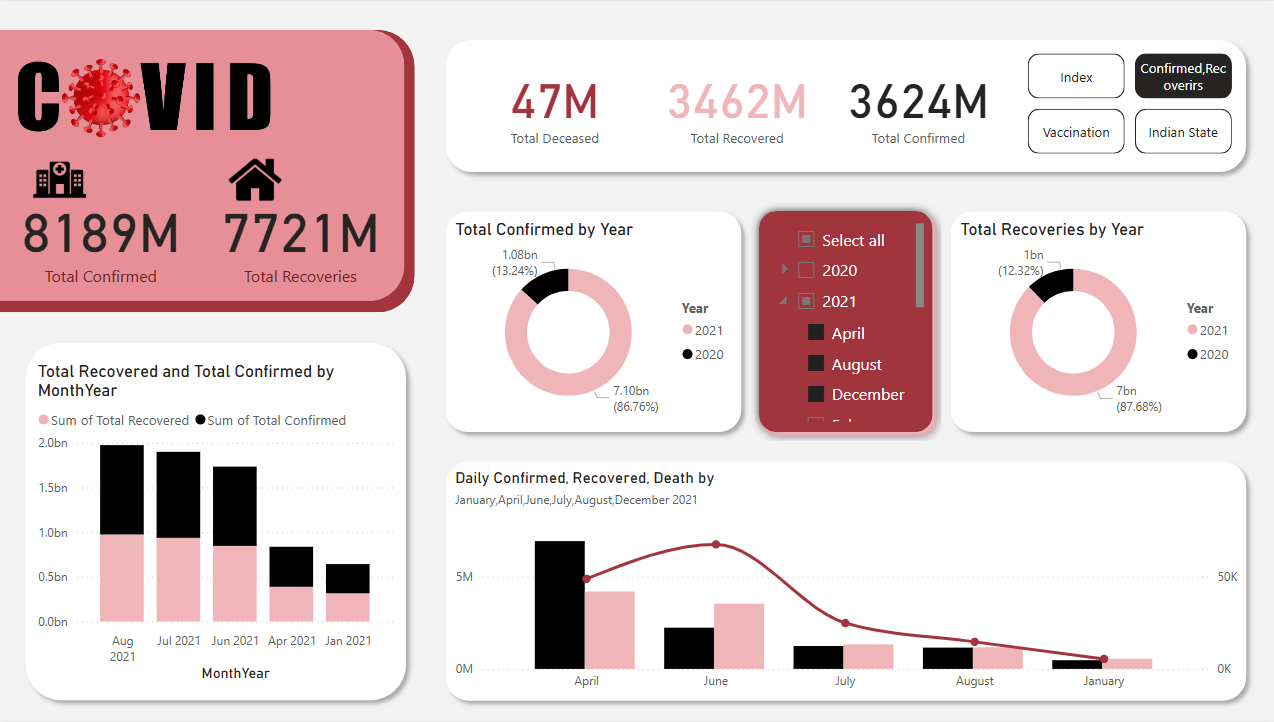 COVID
8189M
Total Confirmed
7721M
Total Recoveries
47M
Total Deceased
3462M
Total Recovered
3624M
Total Confirmed
Index
Confirmed,Rec
overirs
Vaccination
Indian State
Total Confirmed by Year
1.08bn
(13.24%)
7.10bn
(86.76%)
Year
2021
2020
Select all
2020
2021
April
August
December
Total Recoveries by Year
1bn
(12.32%)
7bn
(87.68%)
Year
2021
2020
Total Recovered and Total Confirmed by
MonthYear
Sum of Total Recovered Sum of Total Confirmed
2.0bn
1.5bn
1.0bn
0.5bn
0.0bn
Aug
2021
Jul 2021
Jun 2021
Apr 2021
Jan 2021
MonthYear
Daily Confirmed, Recovered, Death by
January,April,June,July,August,December 2021
5M
0M
50K
0K
April
June
July
August
January